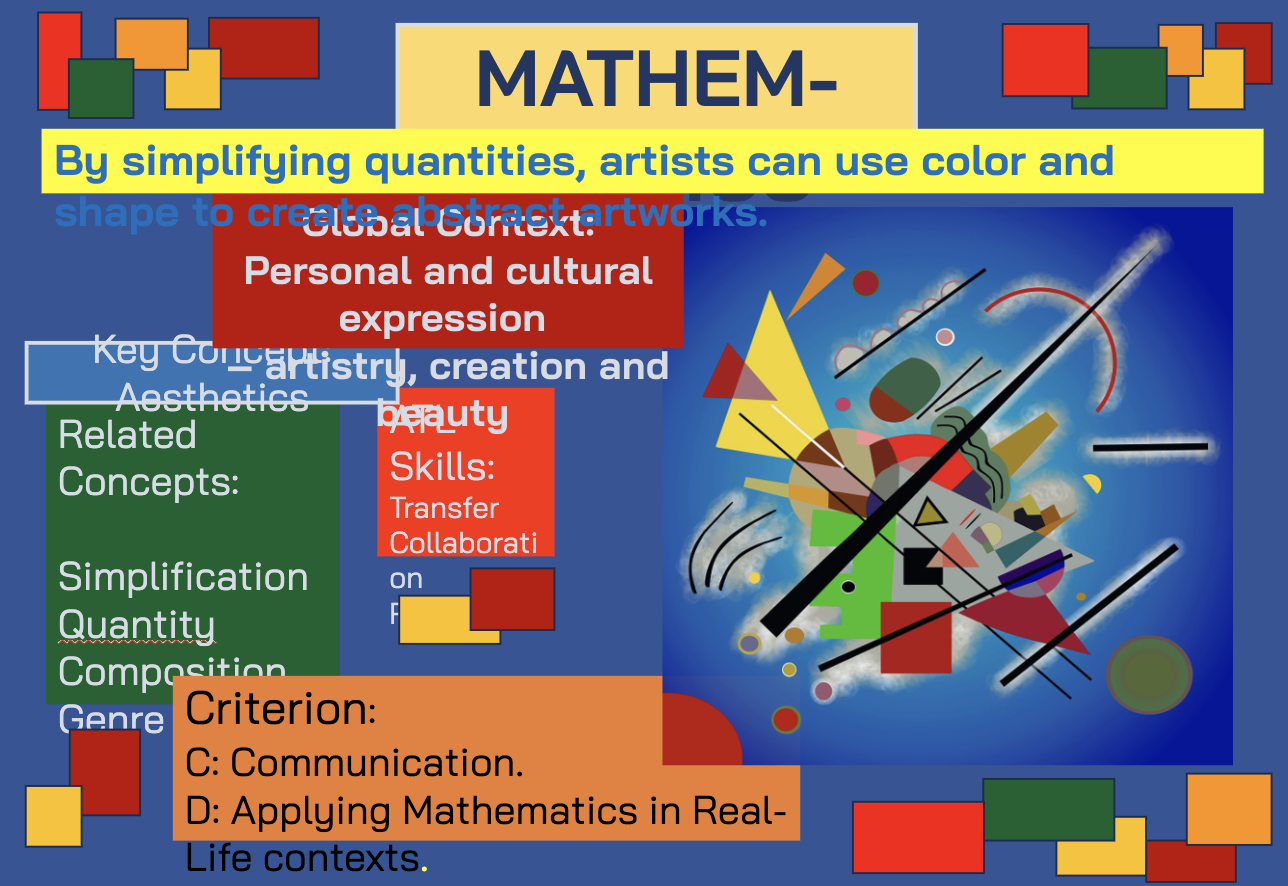 MATHEM-
By simplifying quantities, artists can use color and
shape to create abstract artworks.
Global Context:
Personal and cultural
expression
– artistry, creation and
beauty
Key Concept:
Aesthetics
Related
Concepts:
Simplification
Quantity
Composition
Genre
ATL
Skills:
Transfer
Collaborati
on
Criterion:
C: Communication.
D: Applying Mathematics in Real-
Life contexts.